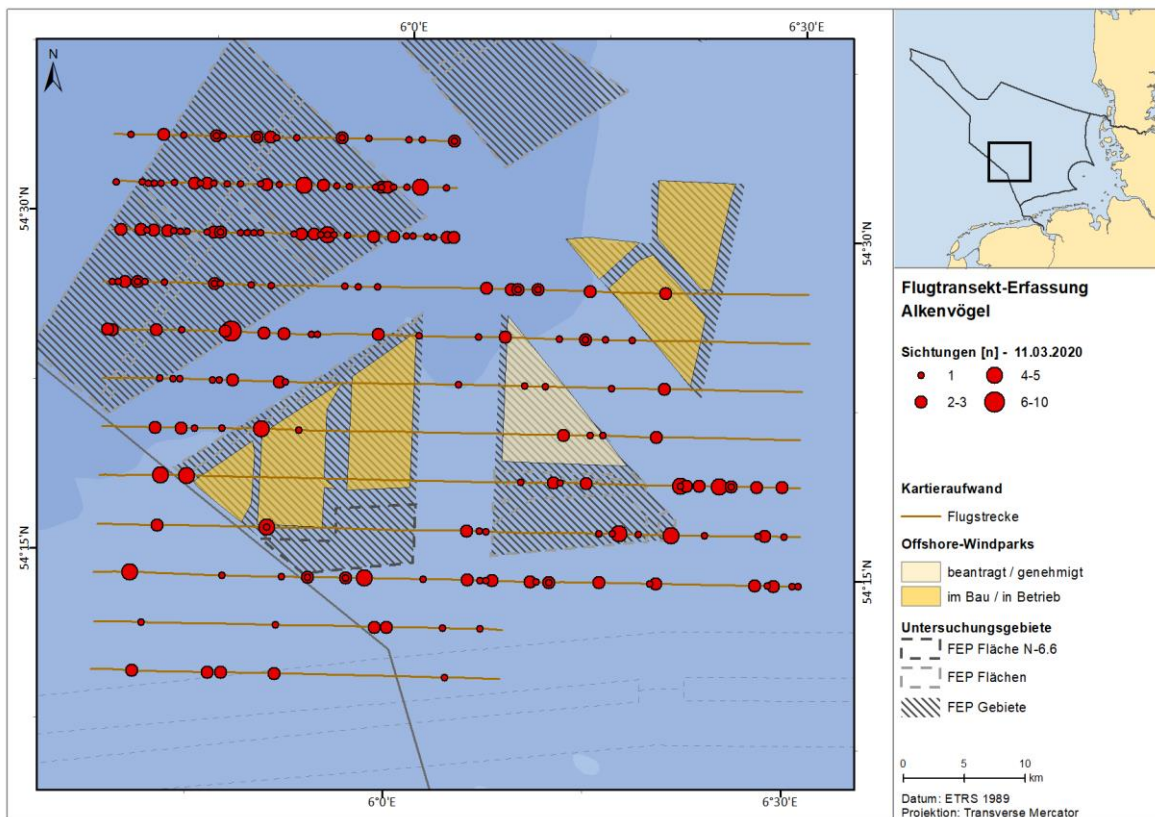 6°0'E
6°30'E
N
54°30'N
54°30'N
54°15'N
54°15'N
6°0'E
6°30'E
Flugtransekt-Erfassung
Alkenvögel
Sichtungen [n] - 11.03.2020
1
4-5
2-3
6-10
Kartieraufwand
Flugstrecke
Offshore-Windparks
beantragt / genehmigt
im Bau / in Betrieb
Untersuchungsgebiete
FEP Fläche N-6.6
FEP Flächen
FEP Gebiete
0 5 10
km
Datum: ETRS 1989
Projektion: Transverse Mercator